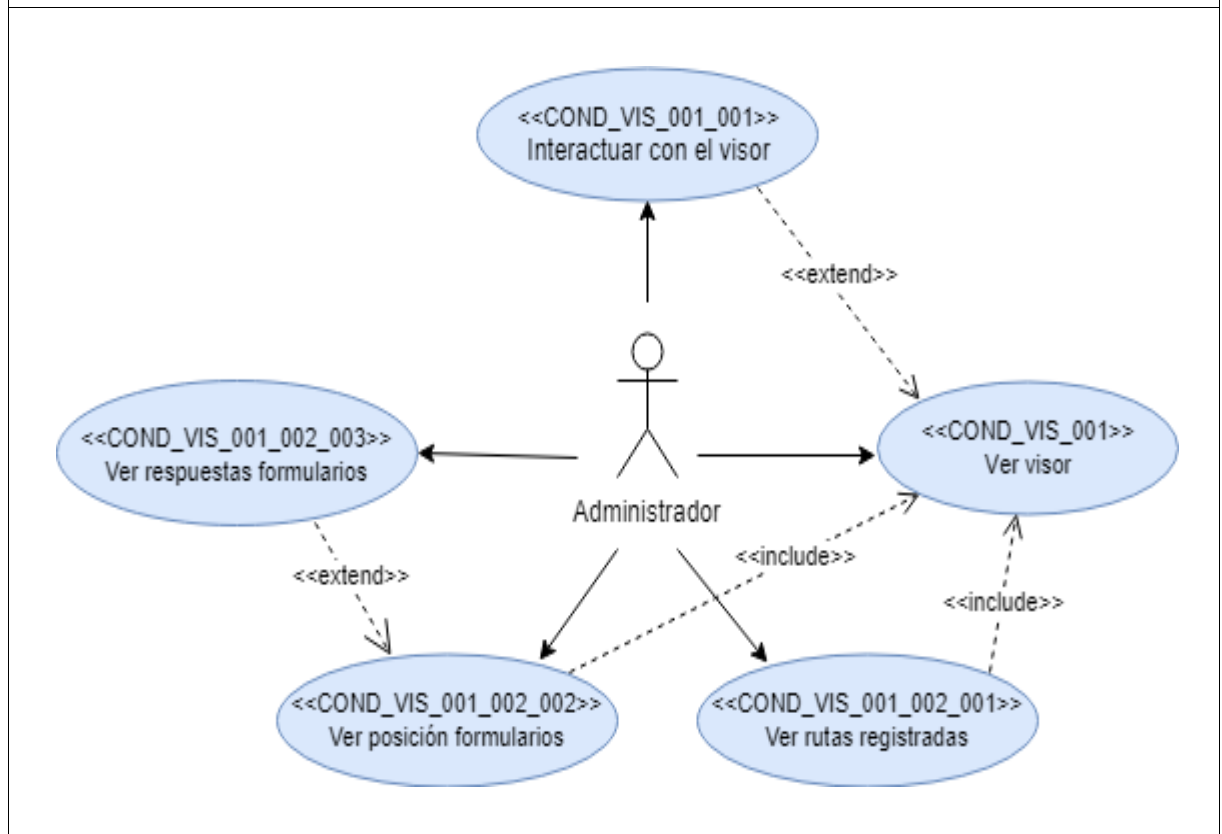 <<COND_VIS_001_001>>
Interactuar con el visor
<<extend>>
<<COND_VIS_001_002_003>>
Ver respuestas formularios
<<COND_VIS_001>>
Ver visor
Administrador
<<extend>>
<<include>>
<<include>>
<<COND_VIS_001_002_002>>
Ver posición formularios
<<COND_VIS_001_002_001>>
Ver rutas registradas